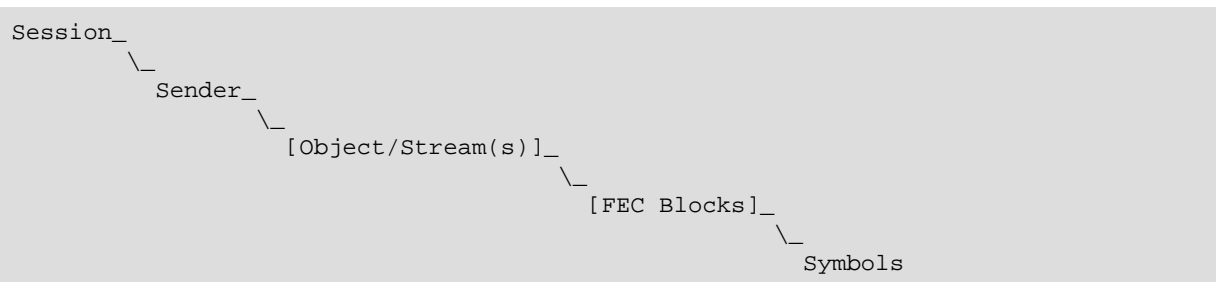 Session_
        \_
          Sender_
                 \_
                   [Object/Stream(s)]_
                                      \_
                                        [FEC Blocks]_
                                                     \_
                                                       Symbols